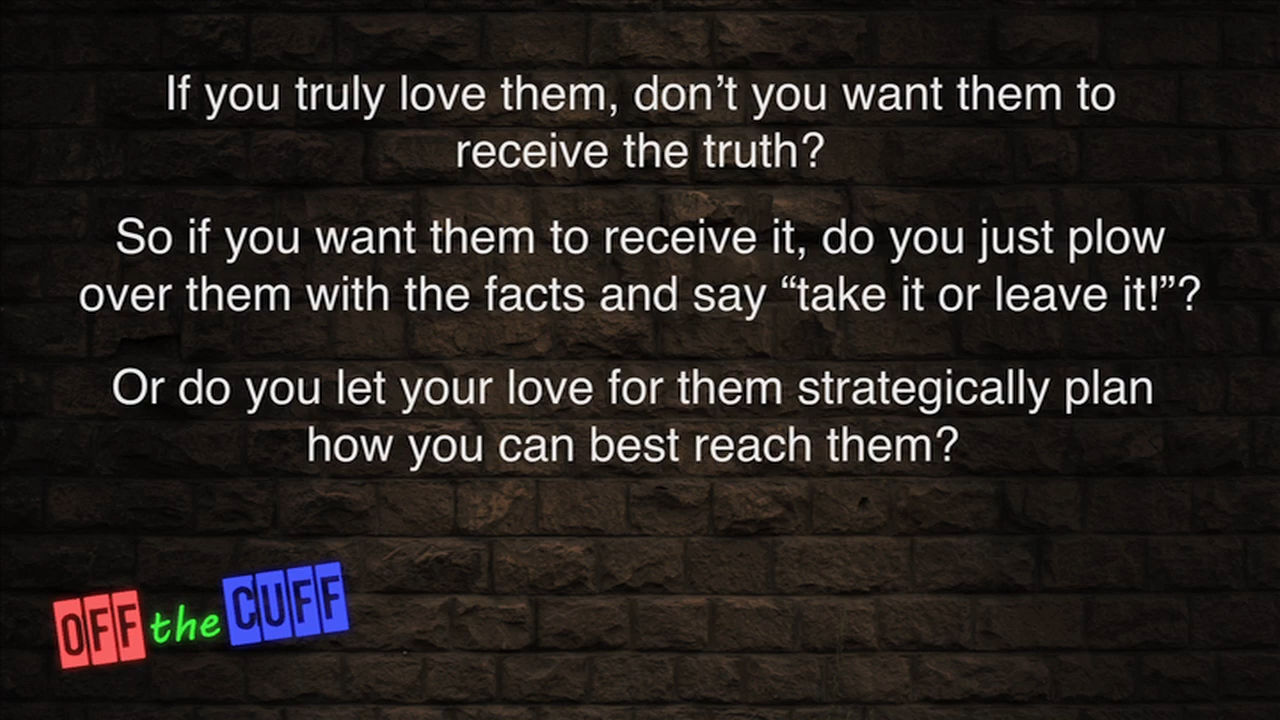 If you truly love them, don’t you want them to
receive the truth?
So if you want them to receive it, do you just plow
over them with the facts and say “take it or leave it!”?
Or do you let your love for them strategically plan
how you can best reach them?
OFF the CUFF